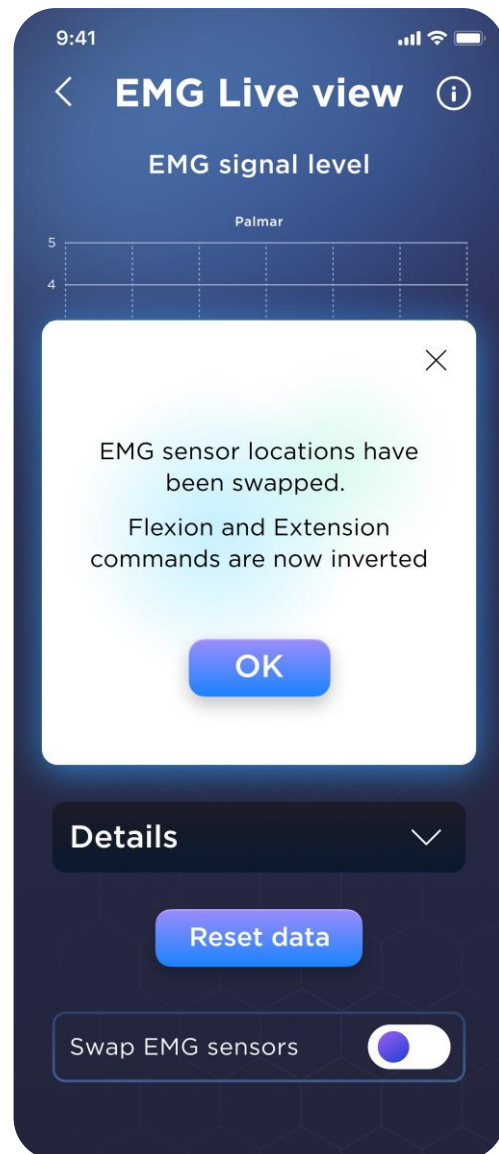 9:41
EMG Live view
EMG signal level
Palmar
5
4
EMG sensor locations have
been swapped.
Flexion and Extension
commands are now inverted
OK
Details
Reset data
Swap EMG sensors